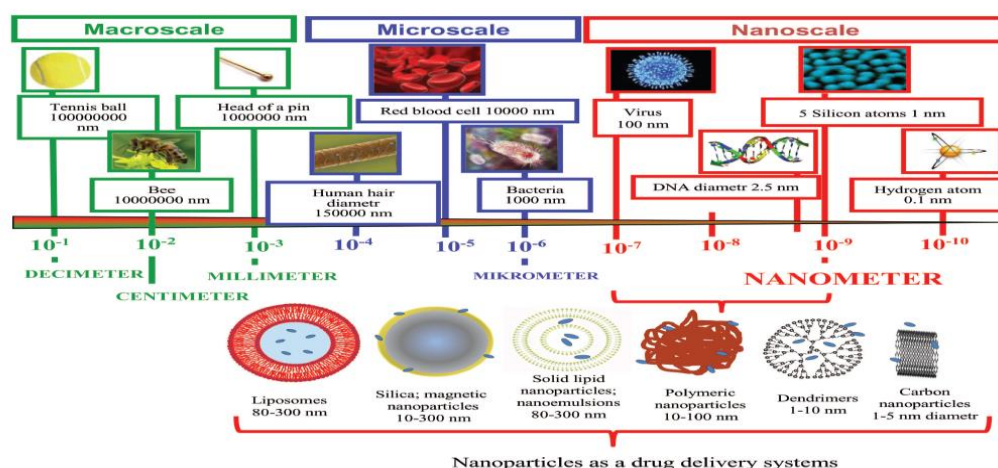 Macroscale
Microscale
Nanoscale
Tennis ball
100000000
nm
Head of a pin
1000000 nm
Red blood cell 10000 nm
Virus
100 nm
5 Silicon atoms 1 nm
Bee
10000000 nm
Human hair
diametr
150000 nm
Bacteria
1000 nm
DNA diametr 2.5 nm
Hydrogen atom
0.1 nm
10-1
10-2
10-3
10-4
10-5
10-6
10-7
10-8
10-9
10-10
DECIMETER
CENTIMETER
MILLIMETER
MIKROMETER
NANOMETER
Liposomes
80-300 nm
Silica; magnetic
nanoparticles
10-300 nm
Solid lipid
nanoparticles;
nanoemulsions
80-300 nm
Polymeric
nanoparticles
10-100 nm
Dendrimers
1-10 nm
Carbon
nanoparticles
1-5 nm diametr
Nanoparticles as a drug delivery systems